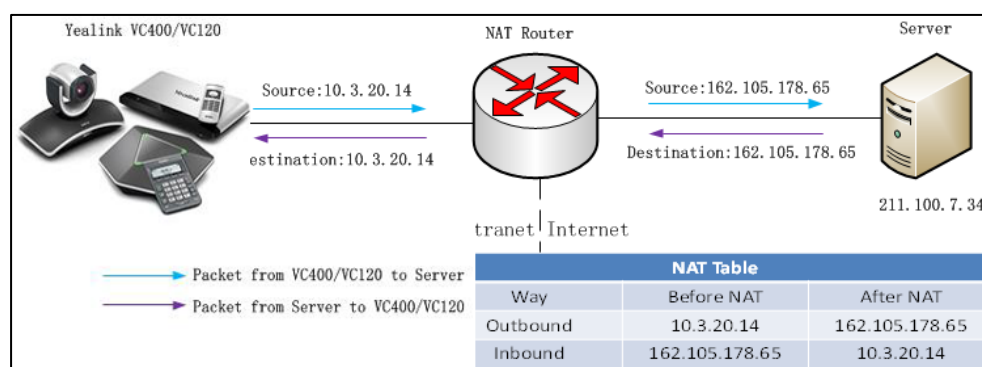 Yealink VC400/VC120
NAT Router
Server
Source:10.3.20.14
Source:162.105.178.65
estination:10.3.20.14
Destination:162.105.178.65
211.100.7.34
tranet Internet
Packet from VC400/VC120 to Server
Packet from Server to VC400/VC120
NAT Table
Way Before NAT After NAT
Outbound 10.3.20.14 162.105.178.65
Inbound 162.105.178.65 10.3.20.14